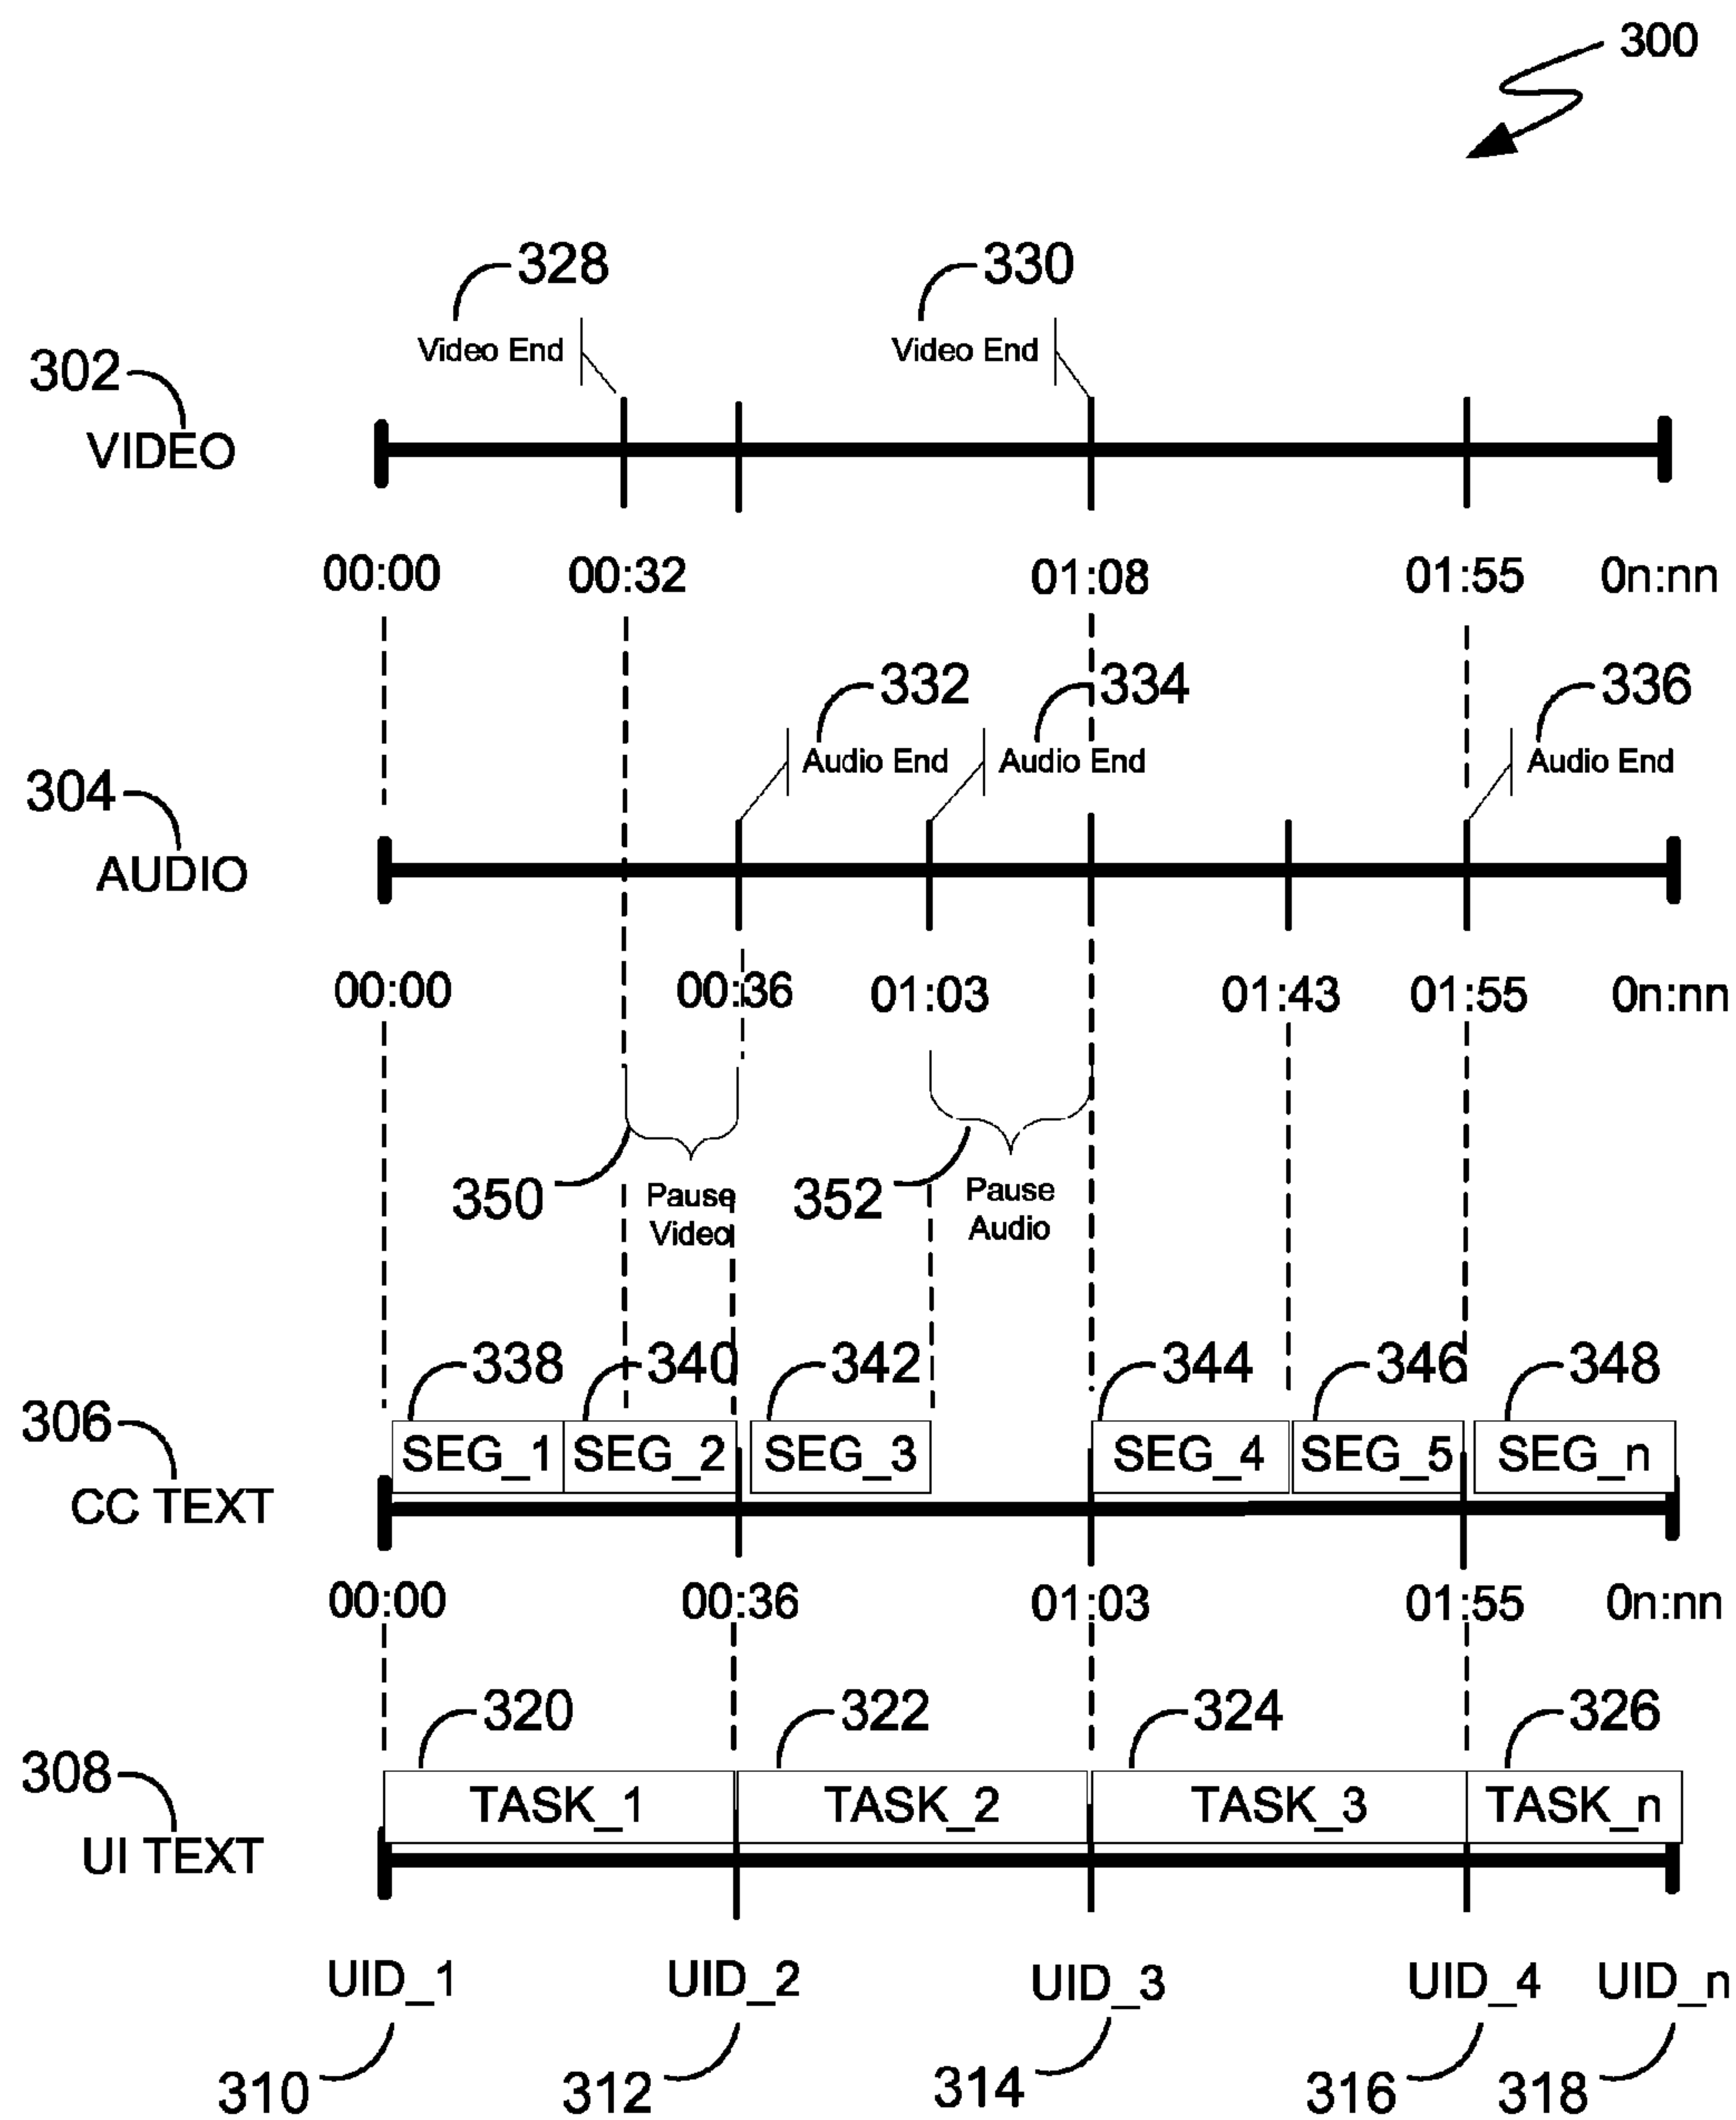 300
328
330
Video End
Video End
302
VIDEO
00:00 00:32 01:08 01:55 0n:nn
332 334 336
Audio End Audio End Audio End
304
AUDIO
00:00 00:36 01:03 01:43 01:55 0n:nn
350 Pause Video
352 Pause Audio
338 340 342 344 346 348
306
SEG_1 SEG_2 SEG_3 SEG_4 SEG_5 SEG_n
CC TEXT
00:00 00:36 01:03 01:55 0n:nn
320 322 324 326
308
TASK_1 TASK_2 TASK_3 TASK_n
UI TEXT
UID_1 UID_2 UID_3 UID_4 UID_n
310 312 314 316 318